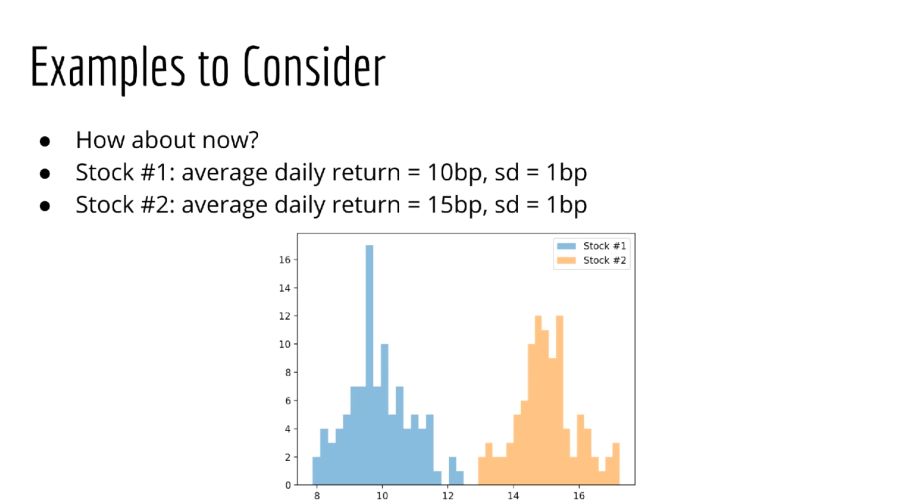 Examples to Consider
● How about now?
● Stock #1: average daily return = 10bp, sd = 1bp
● Stock #2: average daily return = 15bp, sd = 1bp
Stock #1
Stock #2
16
14
12
10
8
6
4
2
0
8 10 12 14 16